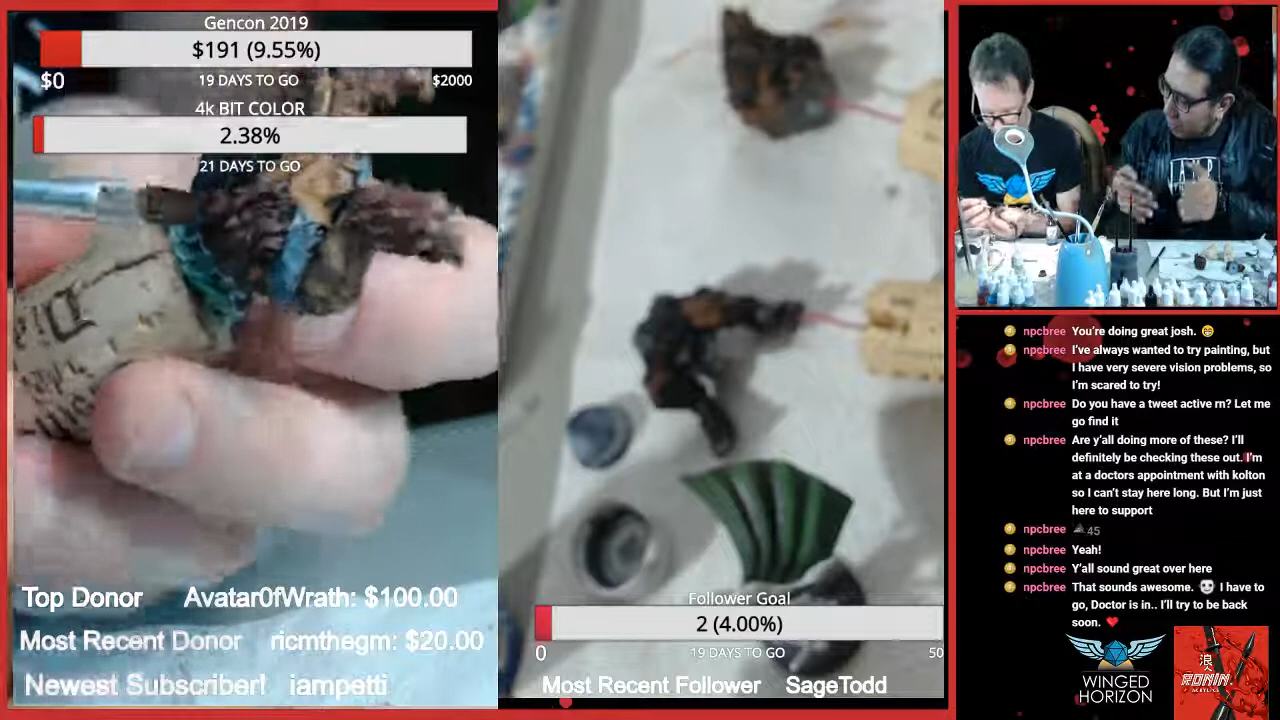 Gencon 2019
$191 (9.55%)
$0
19 DAYS TO GO
$2000
4k BIT COLOR
2.38%
21 DAYS TO GO
Top Donor AvatarOfWrath: $100.00
Most Recent Donor ricmthegm: $20.00
Newest Subscriber! iampetti
Follower Goal
2 (4.00%)
0
19 DAYS TO GO
50
Most Recent Follower SageTodd
npcbree You're doing great josh. 😁
npcbree I've always wanted to try painting, but
I have very severe vision problems, so
I'm scared to try!
npcbree Do you have a tweet active rn? Let me
go find it
npcbree Are y'all doing more of these? I'll
definitely be checking these out. I'm
at a doctors appointment with kolton
so I can't stay here long. But I'm just
here to support
npcbree 45
npcbree Yeah!
npcbree Y'all sound great over here
npcbree That sounds awesome. I have to
go, Doctor is in.. I'll try to be back
soon. ❤️
WINGED
HORIZON
浪人
RONIN
ACRYLICS